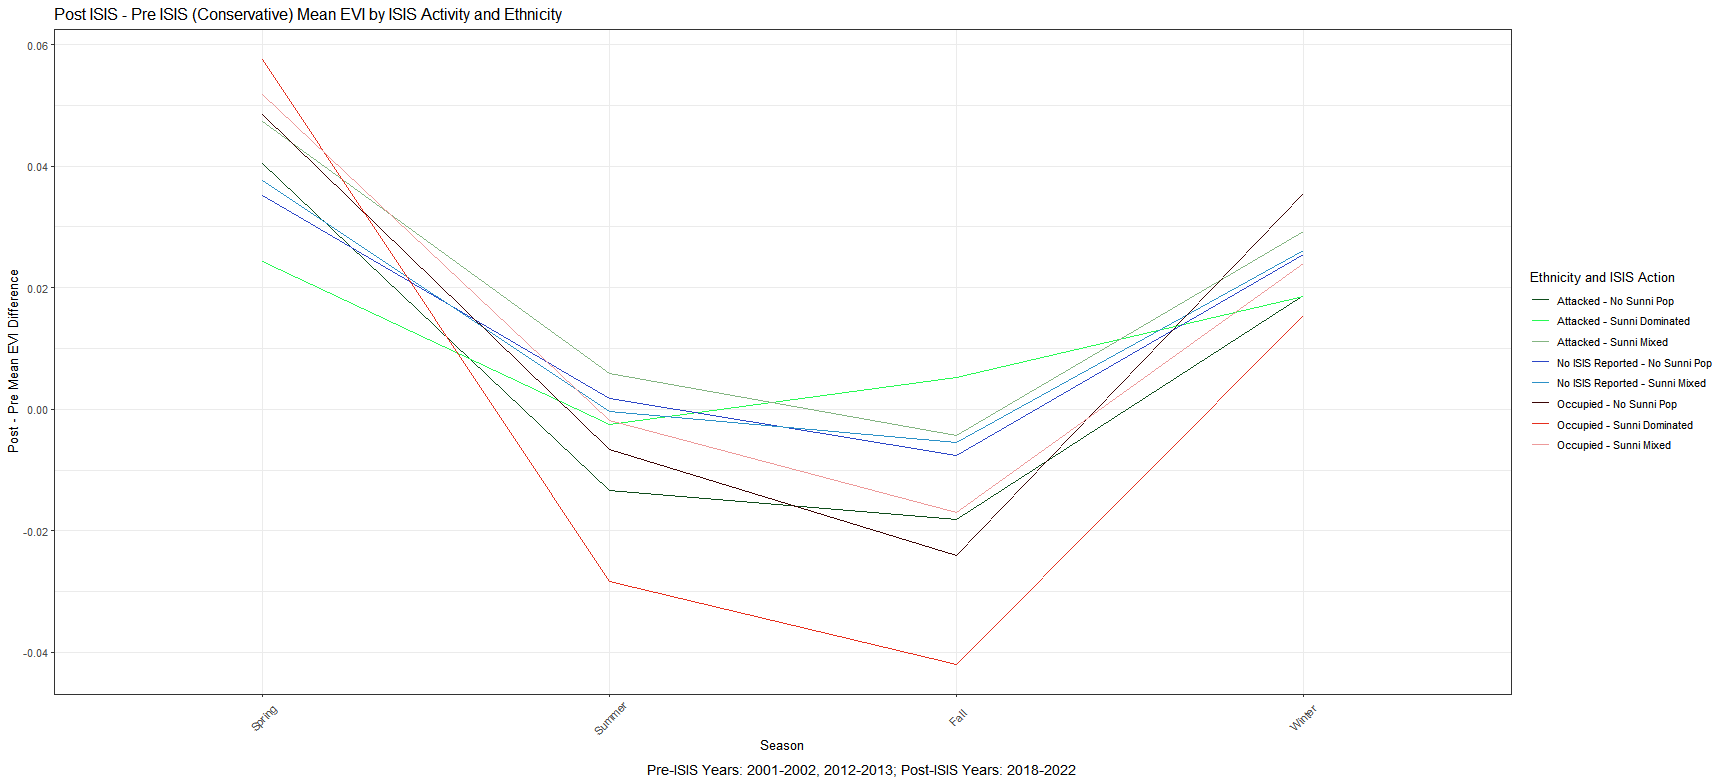 Post ISIS - Pre ISIS (Conservative) Mean EVI by ISIS Activity and Ethnicity
Post - Pre Mean EVI Difference
0.06
0.04
0.02
0.00
-0.02
-0.04
Spring
Summer
Fall
Winter
Season
Pre-ISIS Years: 2001-2002, 2012-2013; Post-ISIS Years: 2018-2022
Ethnicity and ISIS Action
Attacked - No Sunni Pop
Attacked - Sunni Dominated
Attacked - Sunni Mixed
No ISIS Reported - No Sunni Pop
No ISIS Reported - Sunni Mixed
Occupied - No Sunni Pop
Occupied - Sunni Dominated
Occupied - Sunni Mixed